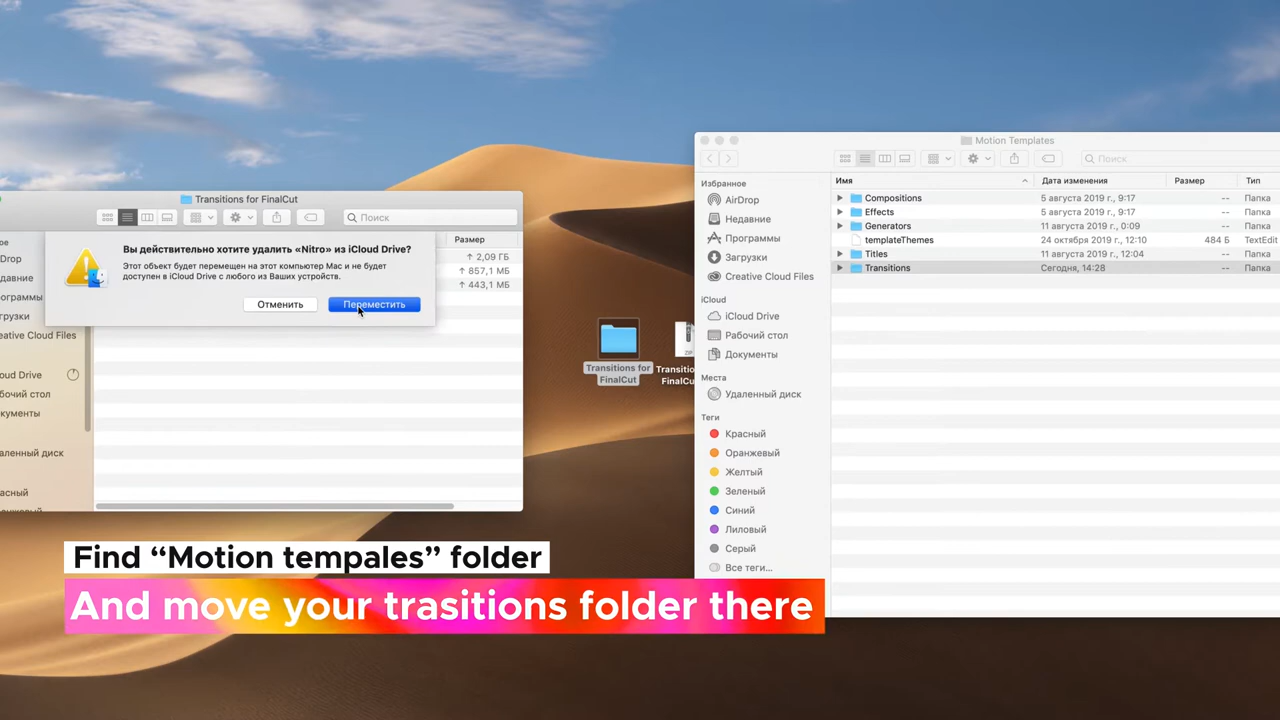 Transitions for FinalCut
Поиск
Размер
Вы действительно хотите удалить «Nitro» из iCloud Drive?
Этот объект будет перемещен на этот компьютер Mac и не будет
доступен в iCloud Drive с любого из Ваших устройств.
Отменить
Переместить
↑ 2,09 ГБ
↑ 857,1 МБ
↑ 443,1 МБ
ое
Drop
давние
ограммы
грузки
eative Cloud Files
oud Drive
бочий стол
кументы
аленный диск
асный
Transitions for
FinalCut
Transitio
FinalCu
ZIP
Motion Templates
Поиск
Избранное
AirDrop
Недавние
Программы
Загрузки
Creative Cloud Files
iCloud
iCloud Drive
Рабочий стол
Документы
Места
Удаленный диск
Теги
Красный
Оранжевый
Желтый
Зеленый
Синий
Лиловый
Серый
Все теги...
Имя Дата изменения Размер Тип
Compositions 5 августа 2019 г., 9:17 -- Папка
Effects 5 августа 2019 г., 9:17 -- Папка
Generators 11 августа 2019 г., 0:09 -- Папка
templateThemes 24 октября 2019 г., 12:10 484 Б TextEdit
Titles 11 августа 2019 г., 12:04 -- Папка
Transitions Сегодня, 14:28 -- Папка
Find “Motion tempales” folder
And move your trasitions folder there